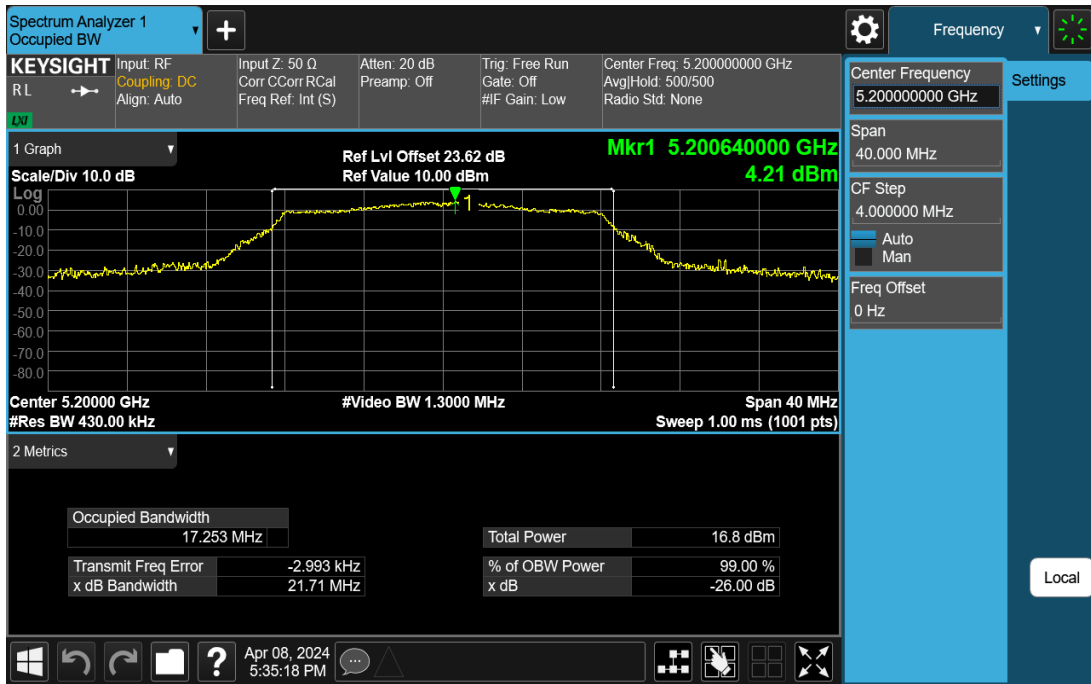 Spectrum Analyzer 1
Occupied BW
+
Frequency
KEYSIGHT
RL
LXI
Input: RF
Coupling: DC
Align: Auto
Input Z: 50 Ω
Corr CCorr RCal
Freq Ref: Int (S)
Atten: 20 dB
Preamp: Off
Trig: Free Run
Gate: Off
#IF Gain: Low
Center Freq: 5.200000000 GHz
Avg|Hold: 500/500
Radio Std: None
Center Frequency
5.200000000 GHz
Settings
Span
40.000 MHz
CF Step
4.000000 MHz
Auto
Man
Freq Offset
0 Hz
Local
1 Graph
Scale/Div 10.0 dB
Ref Lvl Offset 23.62 dB
Ref Value 10.00 dBm
Mkr1 5.200640000 GHz
4.21 dBm
Log
0.00
-10.0
-20.0
-30.0
-40.0
-50.0
-60.0
-70.0
-80.0
1
Center 5.20000 GHz
#Res BW 430.00 kHz
#Video BW 1.3000 MHz
Span 40 MHz
Sweep 1.00 ms (1001 pts)
2 Metrics
Occupied Bandwidth
17.253 MHz
Transmit Freq Error -2.993 kHz
x dB Bandwidth 21.71 MHz
Total Power 16.8 dBm
% of OBW Power 99.00 %
x dB -26.00 dB
?
Apr 08, 2024
5:35:18 PM